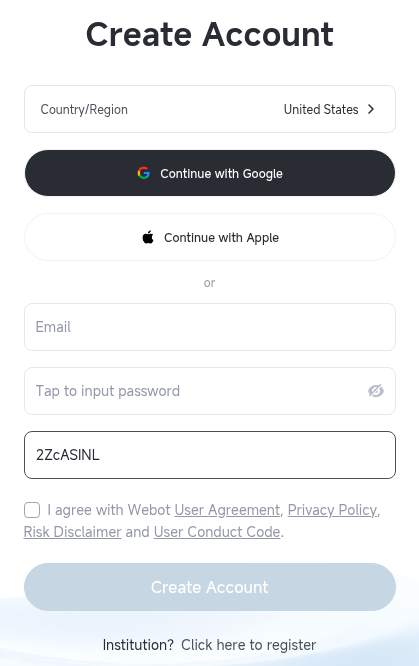 Create Account
Country/Region United States
Continue with Google
Continue with Apple
or
Email
Tap to input password
2ZcASINL
I agree with Webot User Agreement, Privacy Policy,
Risk Disclaimer and User Conduct Code.
Create Account
Institution? Click here to register